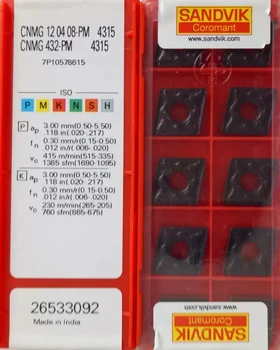 CNMG 12 04 08-PM 4315
CNMG 432-PM 4315
7P10578615
ISO
P M K N S H
P ap 3.00 mm(0.50-5.50)
.118 in(.020-.217)
fn 0.30 mm/r(0.15-0.50)
.012 in/r(.006-.020)
vc 415 m/min(515-335)
1365 sfm(1690-1095)
K ap 3.00 mm(0.50-5.50)
.118 in(.020-.217)
fn 0.30 mm/r(0.15-0.50)
.012 in/r(.006-.020)
vc 230 m/min(265-205)
760 sfm(865-675)
26533092
Made in India
SANDVIK
Coromant
www.sandvik.com
SANDVIK
Coromant